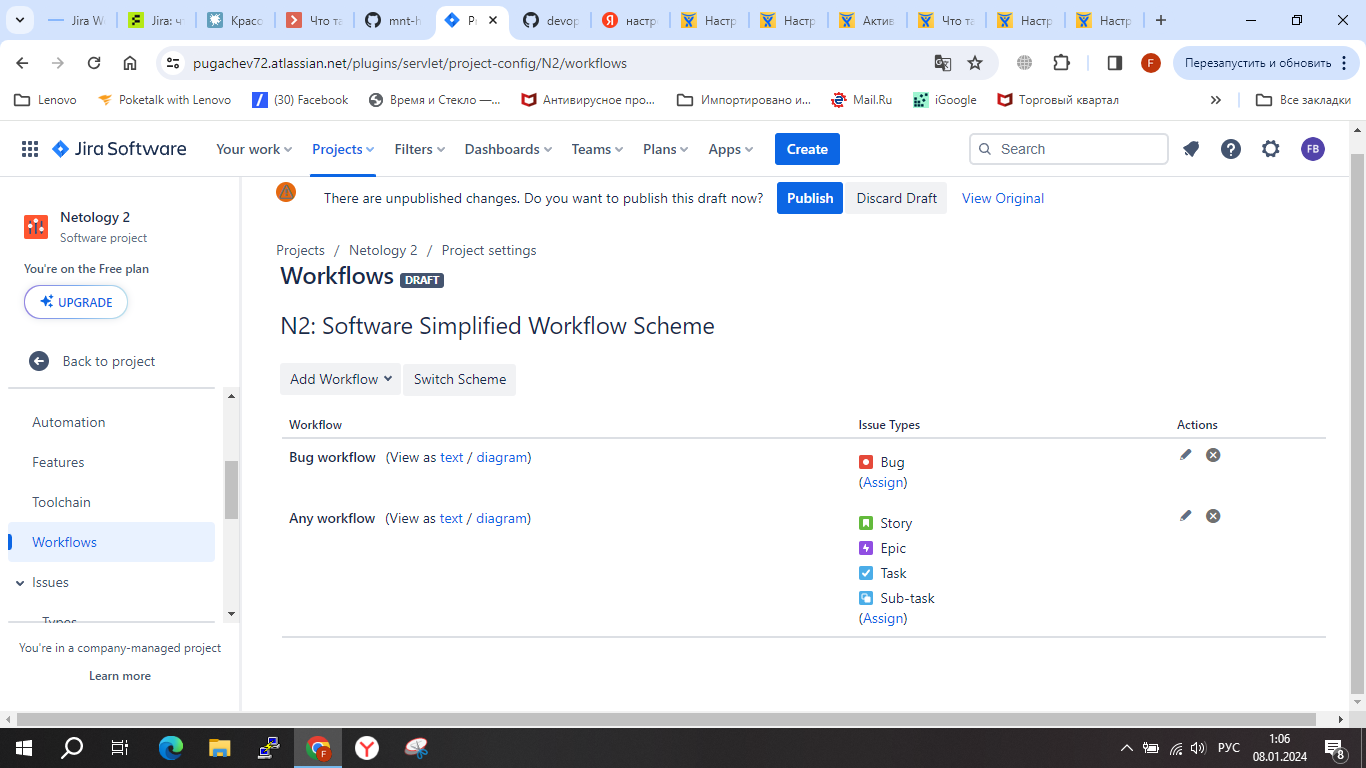 Jira W
Jira: ч
Красо
Что та
mnt-h
P
devop
настр
Настр
Настр
Актив
Что та
Настр
Настр
pugachev72.atlassian.net/plugins/servlet/project-config/N2/workflows
F
Перезапустить и обновить
Lenovo
Poketalk with Lenovo
(30) Facebook
Время и Стекло —...
Антивирусное про...
Импортировано и...
Mail.Ru
iGoogle
Торговый квартал
»
Все закладки
Jira Software
Your work
Projects
Filters
Dashboards
Teams
Plans
Apps
Create
Search
FB
Netology 2
Software project
You're on the Free plan
UPGRADE
Back to project
Automation
Features
Toolchain
Workflows
Issues
Types
You're in a company-managed project
Learn more
There are unpublished changes. Do you want to publish this draft now?
Publish
Discard Draft
View Original
Projects / Netology 2 / Project settings
Workflows DRAFT
N2: Software Simplified Workflow Scheme
Add Workflow
Switch Scheme
Workflow
Issue Types
Actions
Bug workflow (View as text / diagram)
Bug
(Assign)
Any workflow (View as text / diagram)
Story
Epic
Task
Sub-task
(Assign)
РУС
1:06
08.01.2024
8